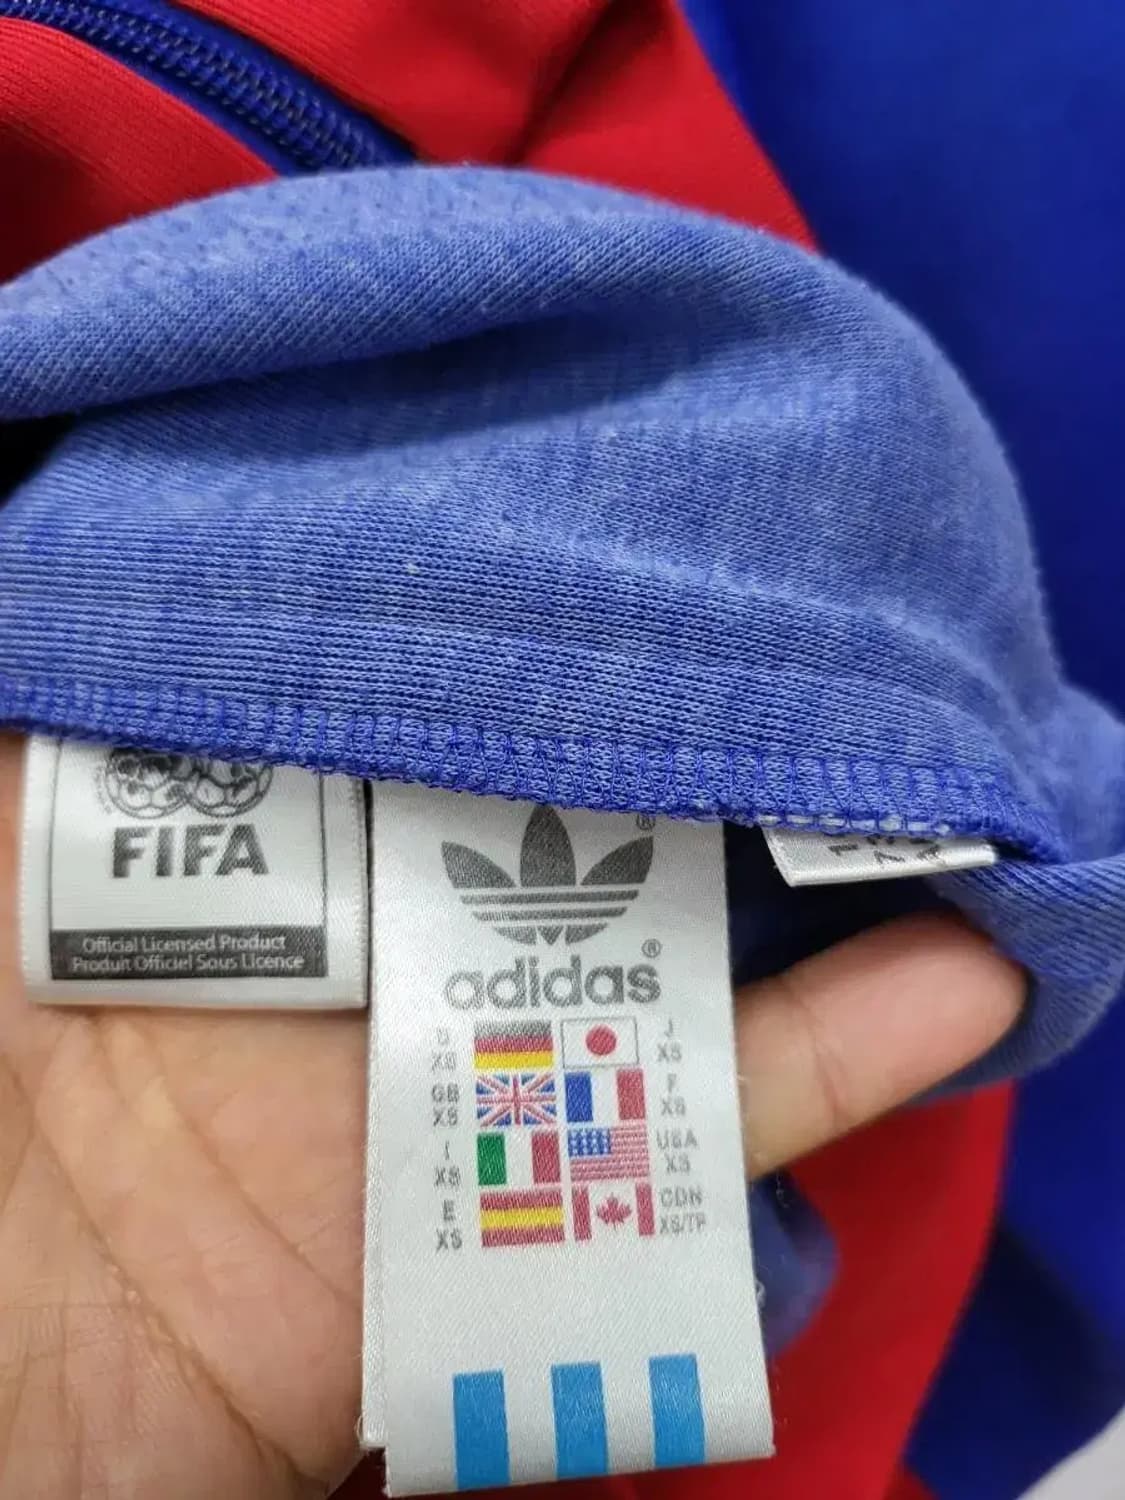 FIFA
Official Licensed Product
Produit Officiel Sous Licence
®
adidas®
D
XS
J
XS
GB
XS
F
XS
I
XS
USA
XS
E
XS
CDN
XS/TP